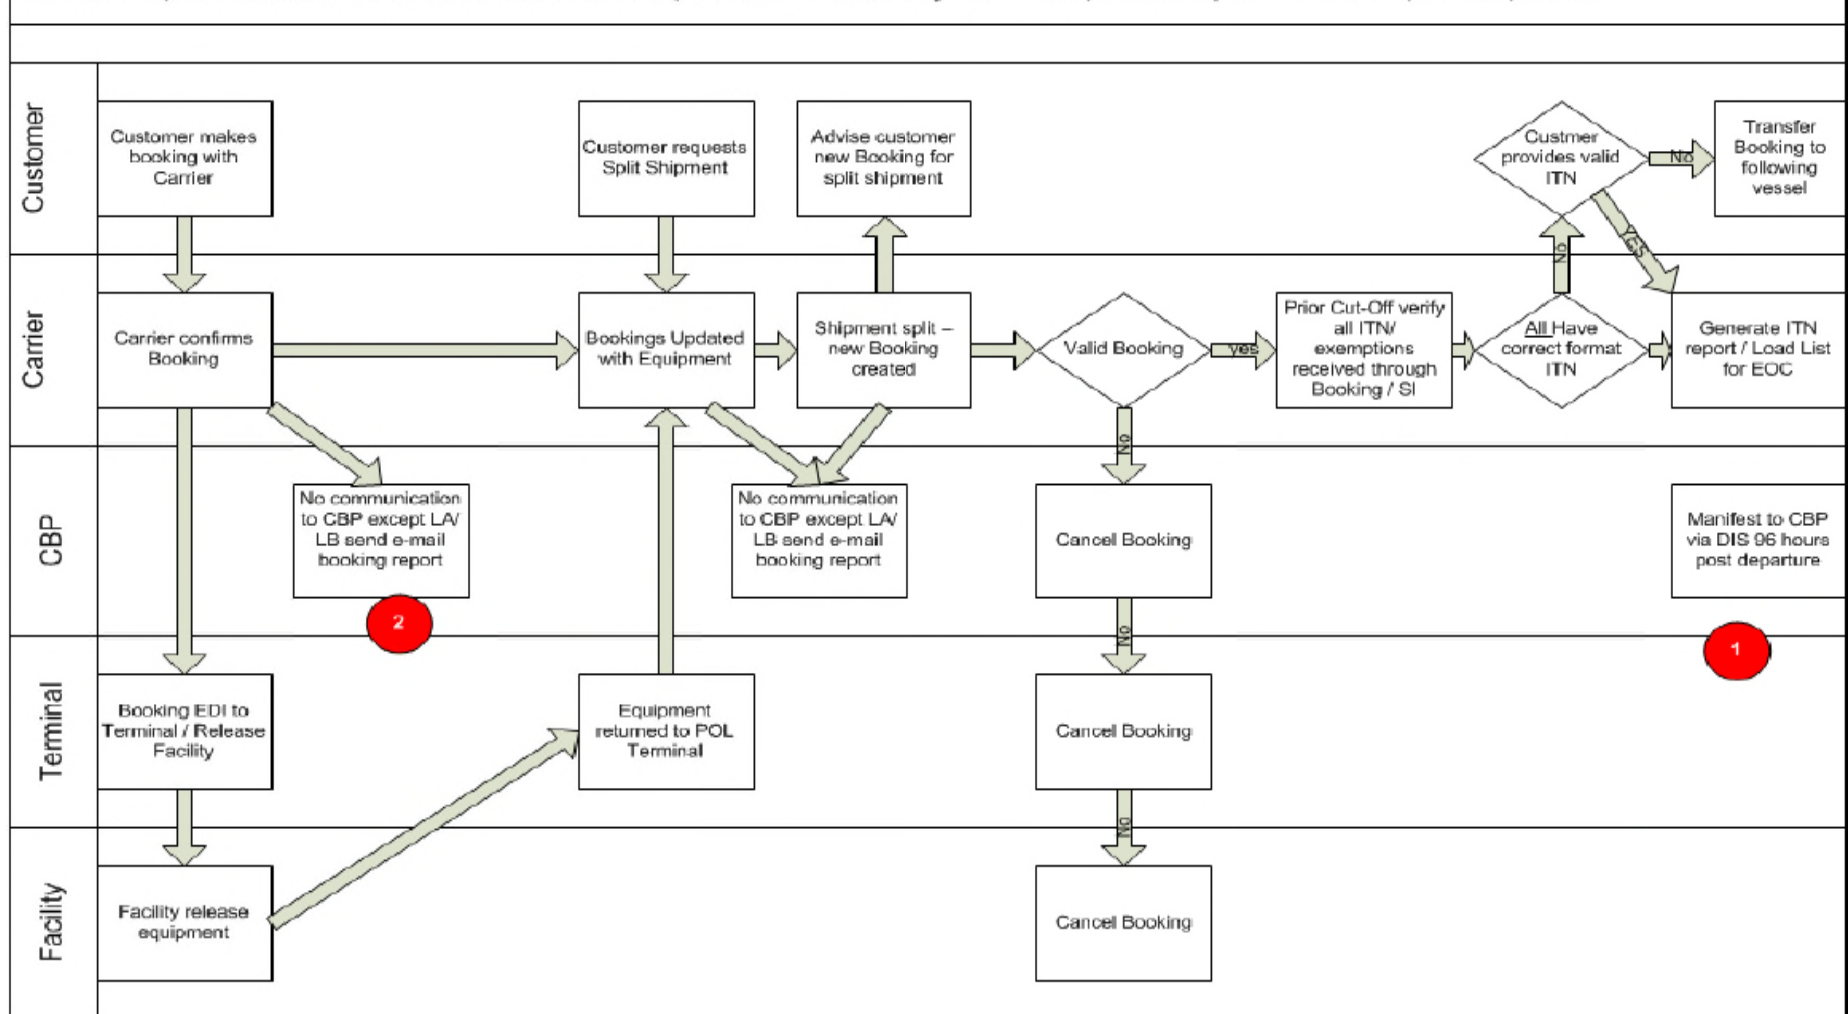 Customer
Customer makes
booking with
Carrier
Customer requests
Split Shipment
Advise customer
new Booking for
split shipment
Custmer
provides valid
ITN
No
Transfer
Booking to
following
vessel
YES
No
Carrier
Carrier confirms
Booking
Bookings Updated
with Equipment
Shipment split –
new Booking
created
Valid Booking
yes
Prior Cut-Off verify
all ITN/
exemptions
received through
Booking / SI
All Have
correct format
ITN
Generate ITN
report / Load List
for EOC
No
CBP
No communication
to CBP except LA/
LB send e-mail
booking report
2
No communication
to CBP except LA/
LB send e-mail
booking report
Cancel Booking
Manifest to CBP
via DIS 96 hours
post departure
1
No
Terminal
Booking EDI to
Terminal / Release
Facility
Equipment
returned to POL
Terminal
Cancel Booking
No
Facility
Facility release
equipment
Cancel Booking